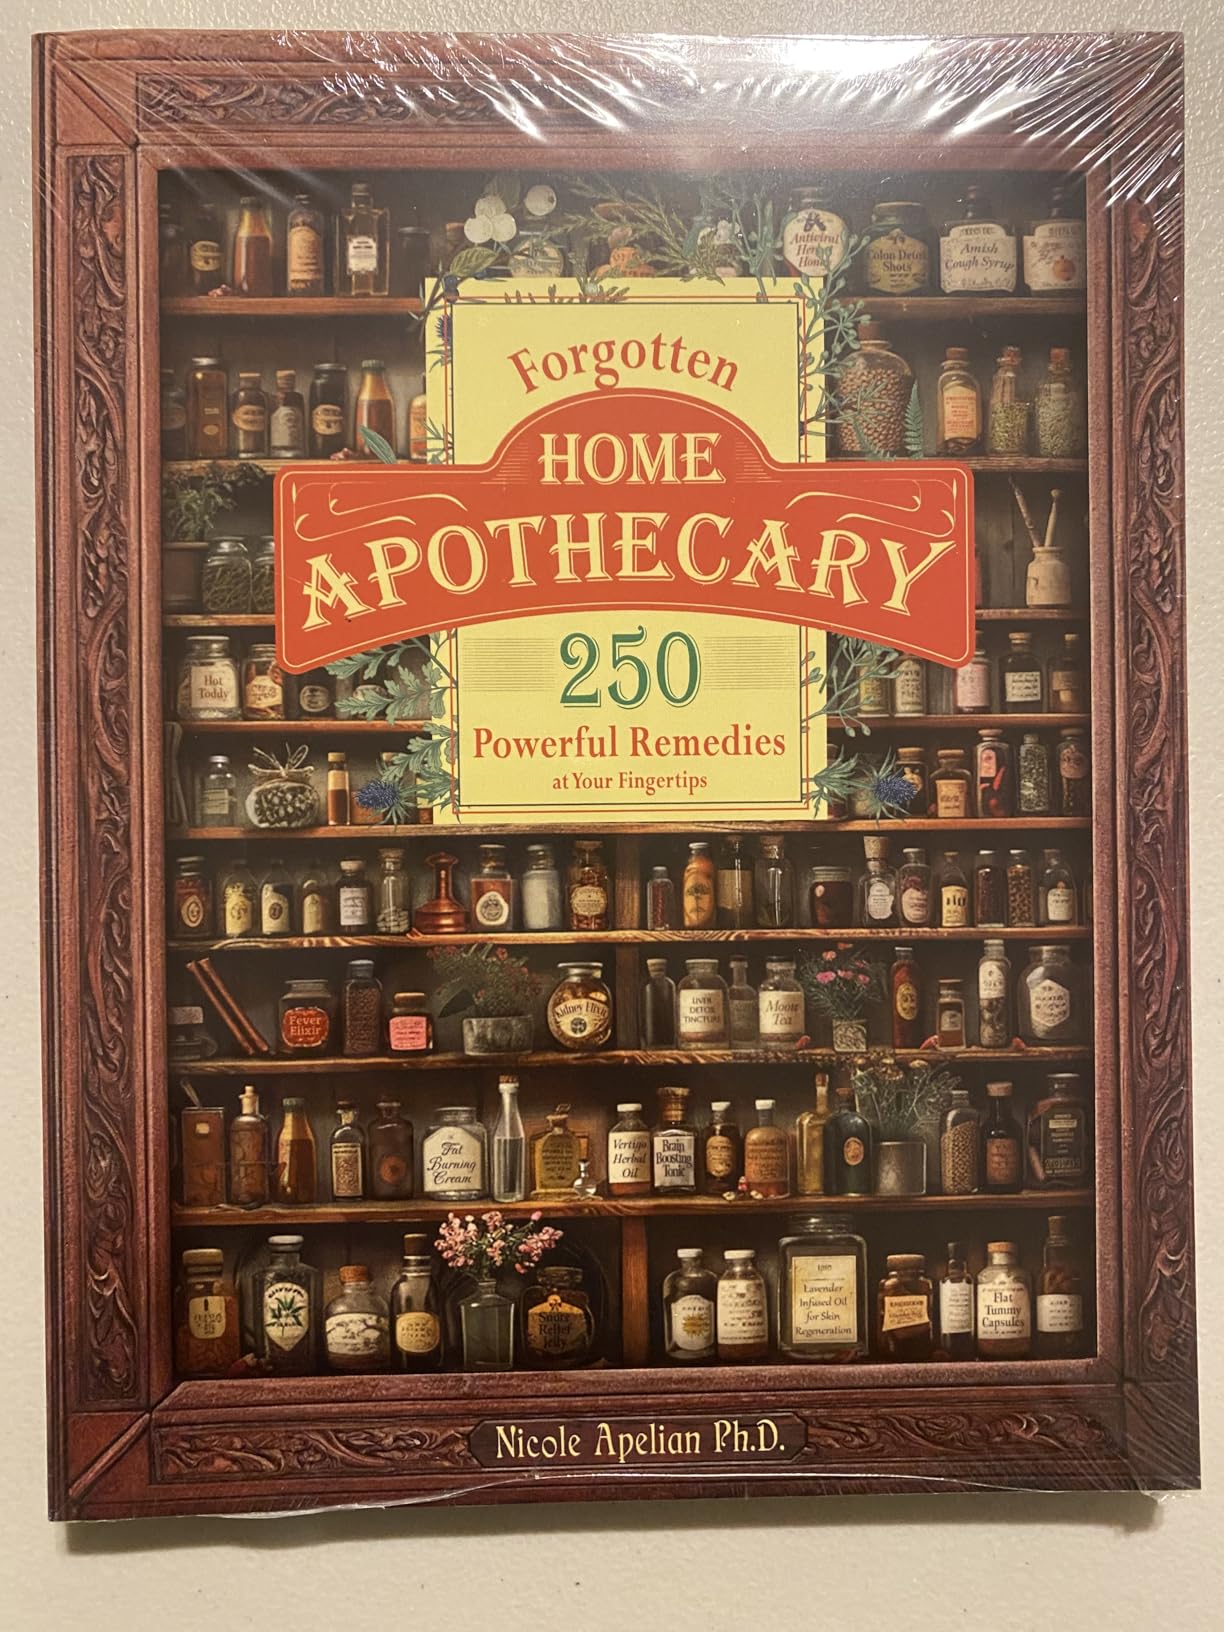 Antiviral
Herbal
Honey
Colon Detox
Shots
Amish
Cough Syrup
Forgotten
HOME
APOTHECARY
250
Powerful Remedies
at Your Fingertips
Hot
Toddy
Fever
Elixir
Kidney Elixir
LIVER
DETOX
TINCTURE
Moon
Tea
Fat
Burning
Cream
Vertigo
Herbal
Oil
Brain
Boosting
Tonic
Snore
Relief
Jelly
Lavender
Infused Oil
for Skin
Regeneration
Flat
Tummy
Capsules
Nicole Apelian Ph.D.